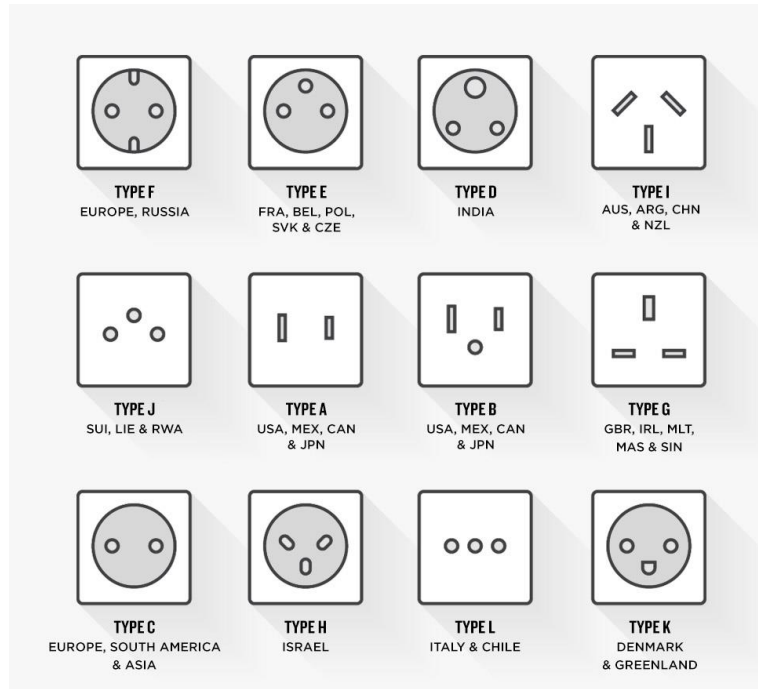 TYPE F
EUROPE, RUSSIA
TYPE E
FRA, BEL, POL,
SVK & CZE
TYPE D
INDIA
TYPE I
AUS, ARG, CHN
& NZL
TYPE J
SUI, LIE & RWA
TYPE A
USA, MEX, CAN
& JPN
TYPE B
USA, MEX, CAN
& JPN
TYPE G
GBR, IRL, MLT,
MAS & SIN
TYPE C
EUROPE, SOUTH AMERICA
& ASIA
TYPE H
ISRAEL
TYPE L
ITALY & CHILE
TYPE K
DENMARK
& GREENLAND